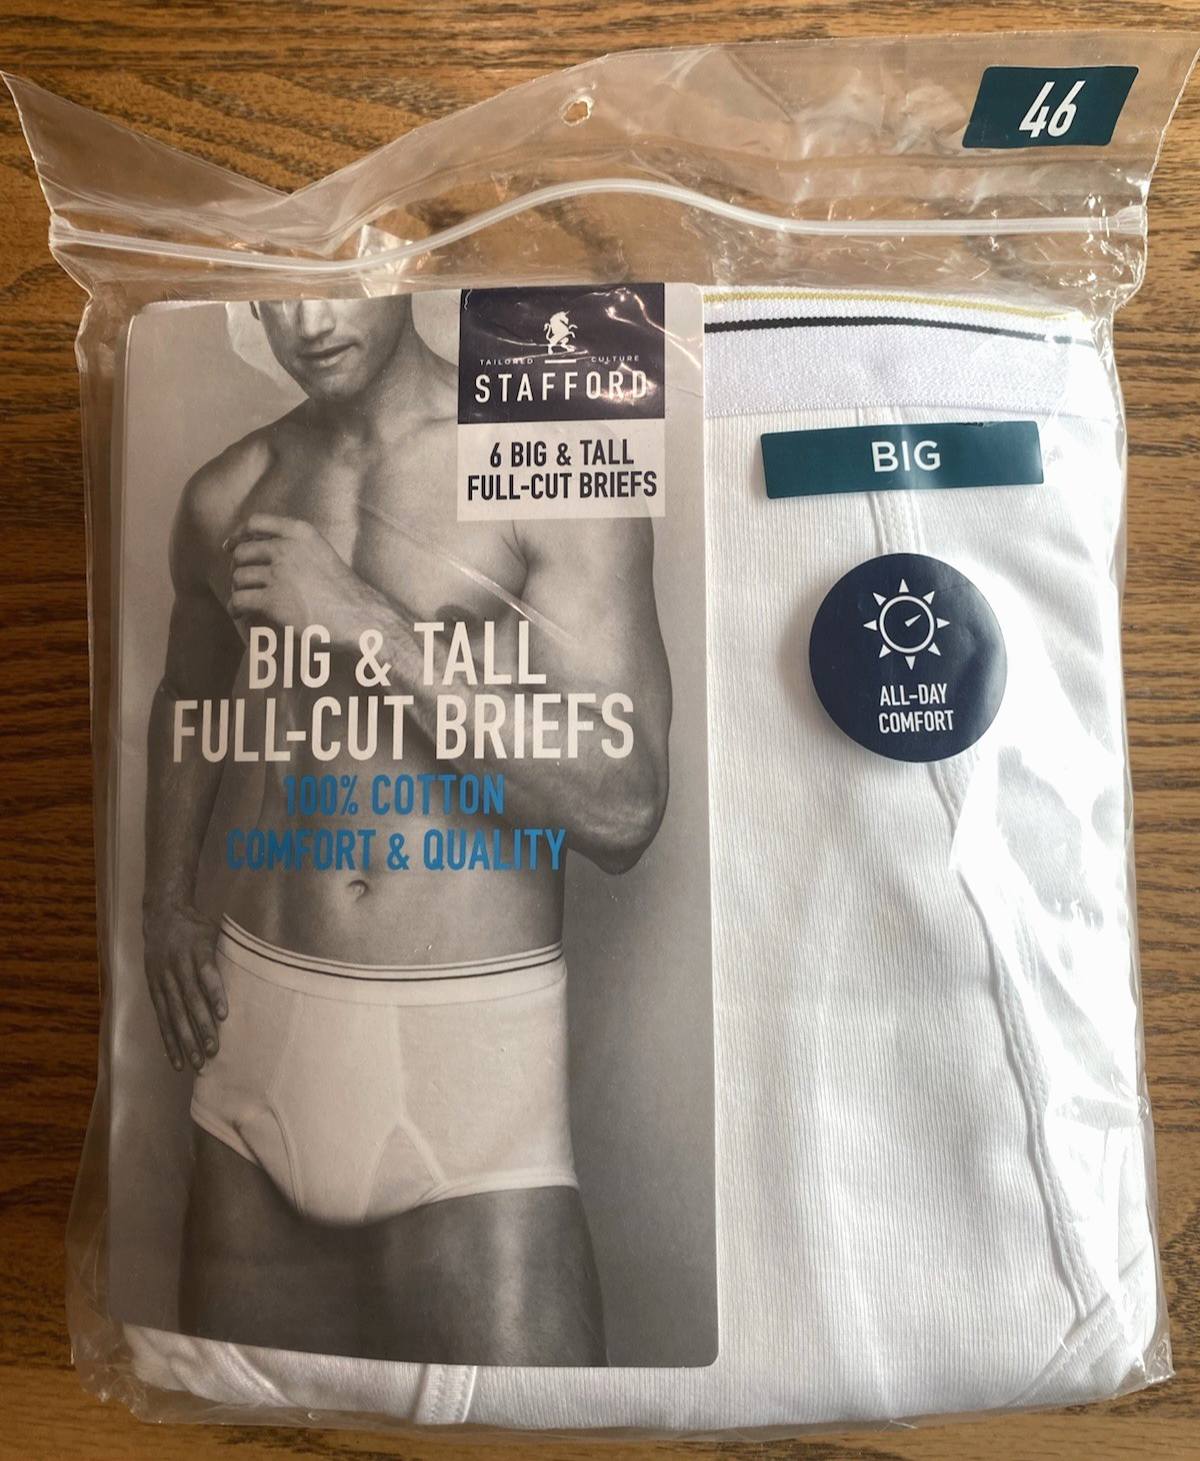 46
TAILORED CULTURE
STAFFORD
6 BIG & TALL
FULL-CUT BRIEFS
BIG
ALL-DAY
COMFORT
BIG & TALL
FULL-CUT BRIEFS
100% COTTON
COMFORT & QUALITY